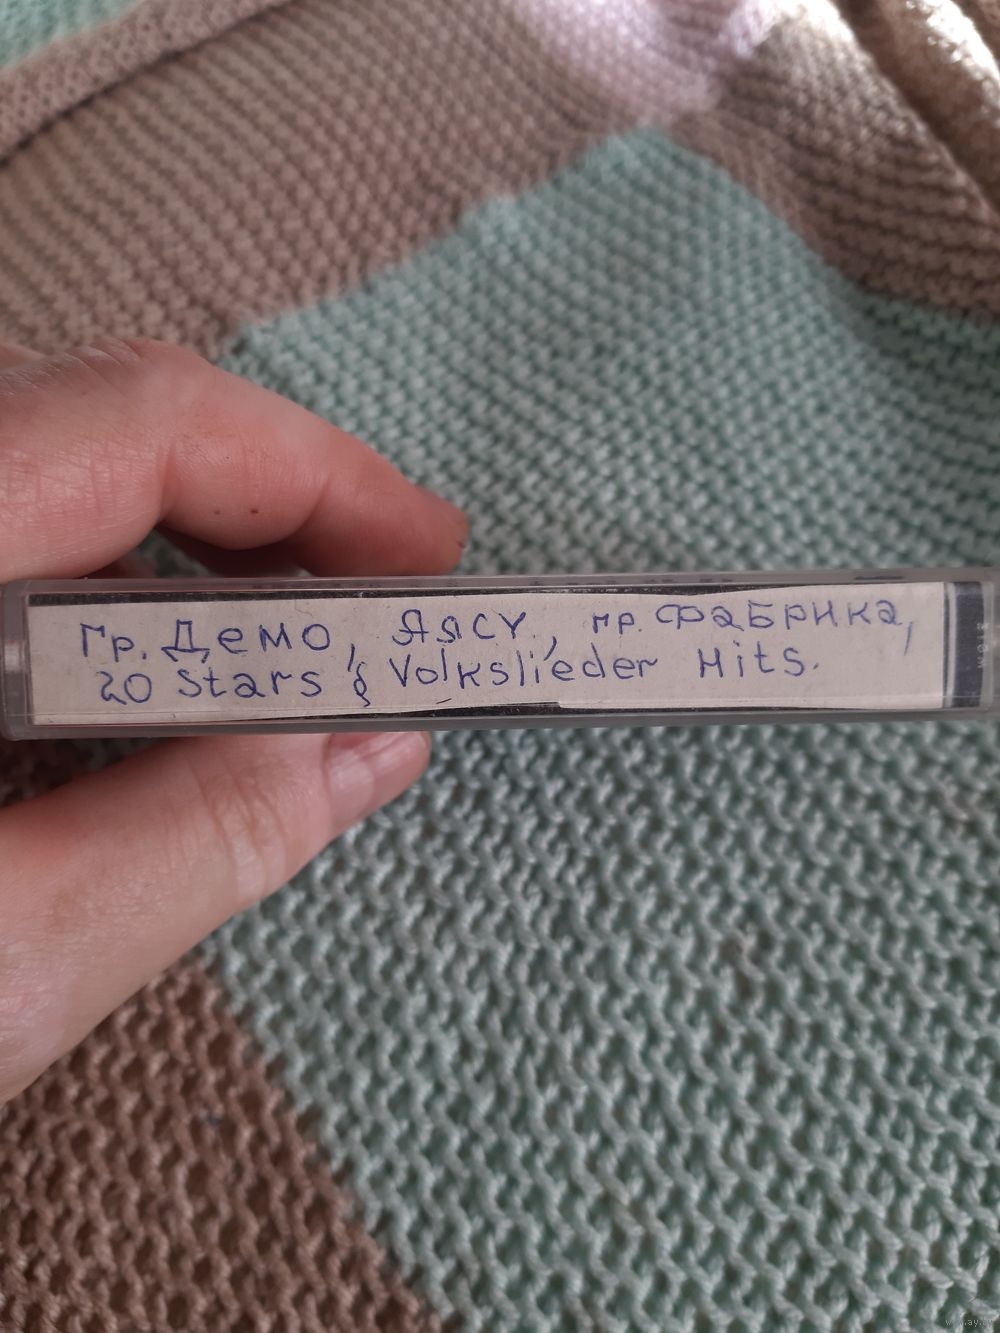 Гр. Демо, ЯЯСУ, гр. Фабрика,
20 Stars & Volkslieder Hits.